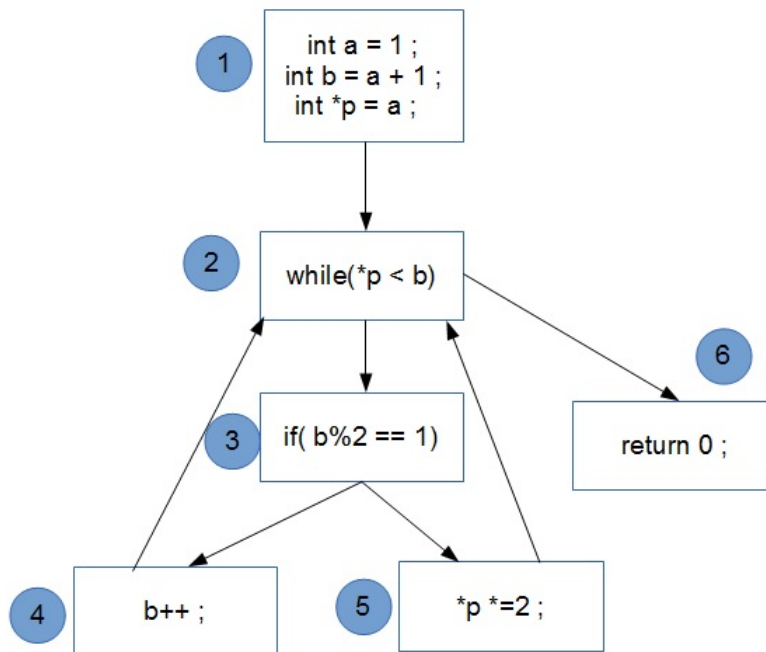 1
int a = 1 ;
int b = a + 1 ;
int *p = a ;
2
while(*p < b)
6
return 0 ;
3
if( b%2 == 1)
4
b++ ;
5
*p *=2 ;